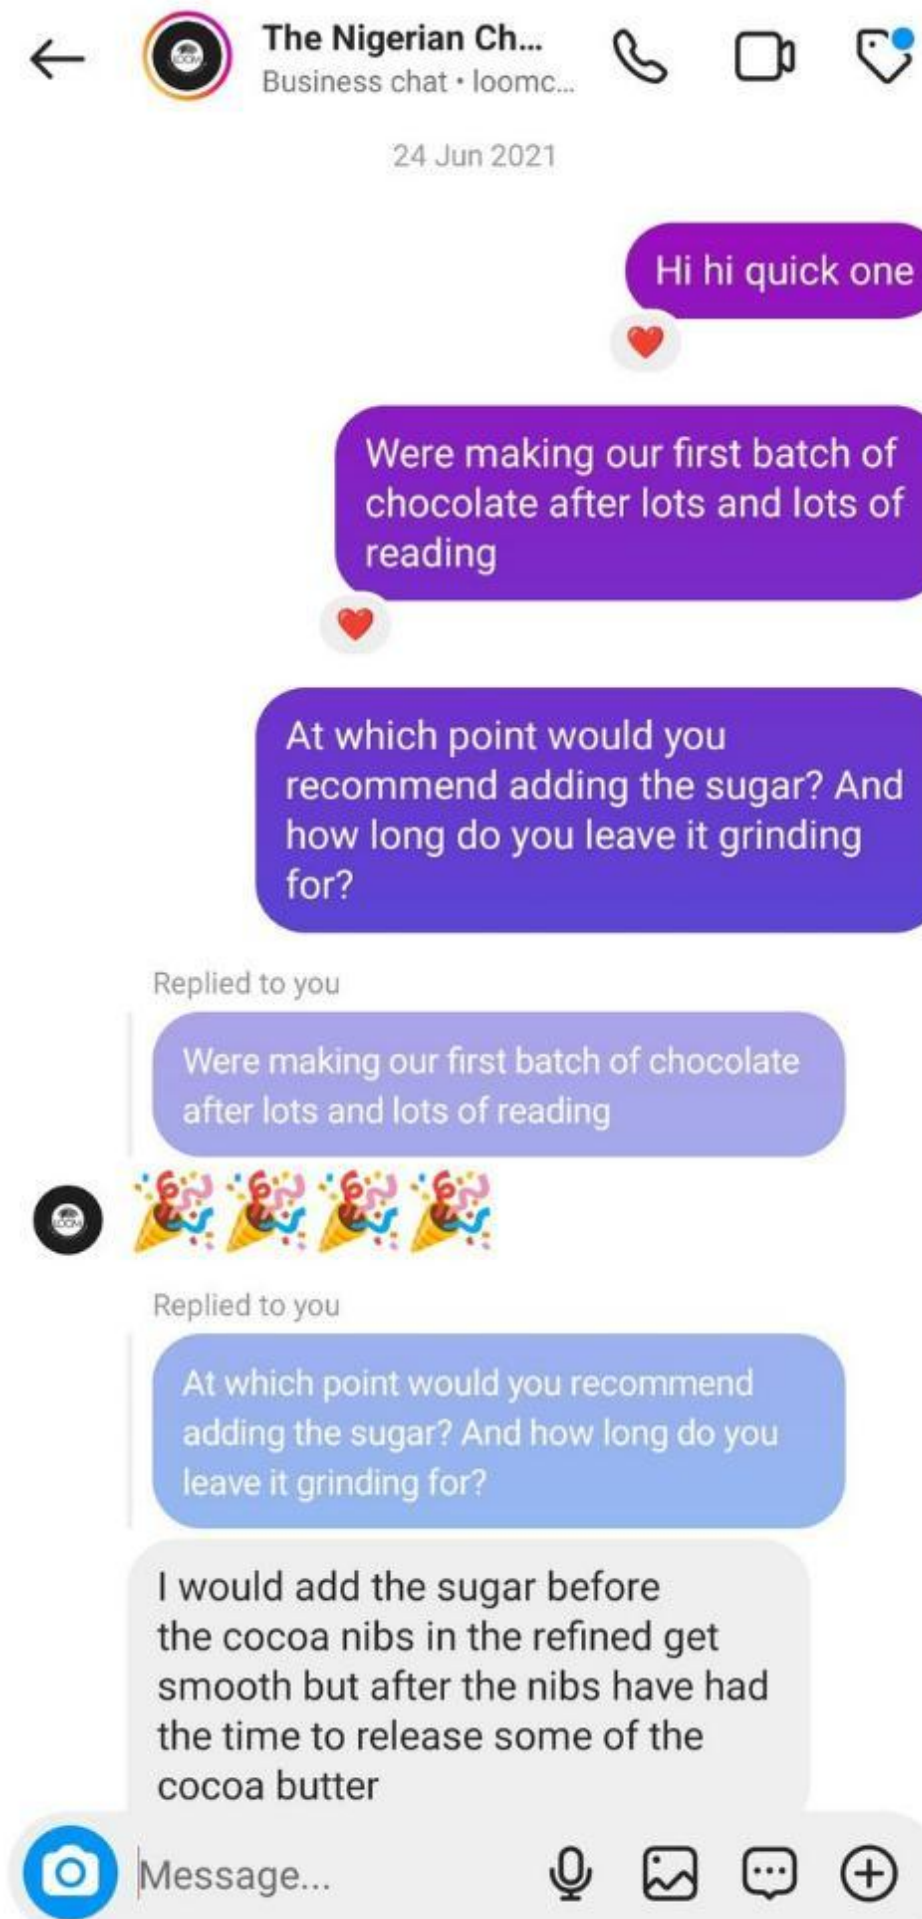 The Nigerian Ch...
Business chat • loomc...
24 Jun 2021
Hi hi quick one
Were making our first batch of
chocolate after lots and lots of
reading
At which point would you
recommend adding the sugar? And
how long do you leave it grinding
for?
Replied to you
Were making our first batch of chocolate
after lots and lots of reading
LOOM
Replied to you
At which point would you recommend
adding the sugar? And how long do you
leave it grinding for?
I would add the sugar before
the cocoa nibs in the refined get
smooth but after the nibs have had
the time to release some of the
cocoa butter
Message...